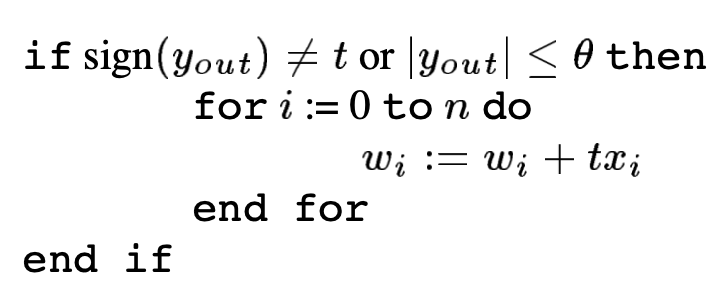 if sign(y_out) ≠ t or |y_out| ≤ θ then
for i := 0 to n do
w_i := w_i + tx_i
end for
end if